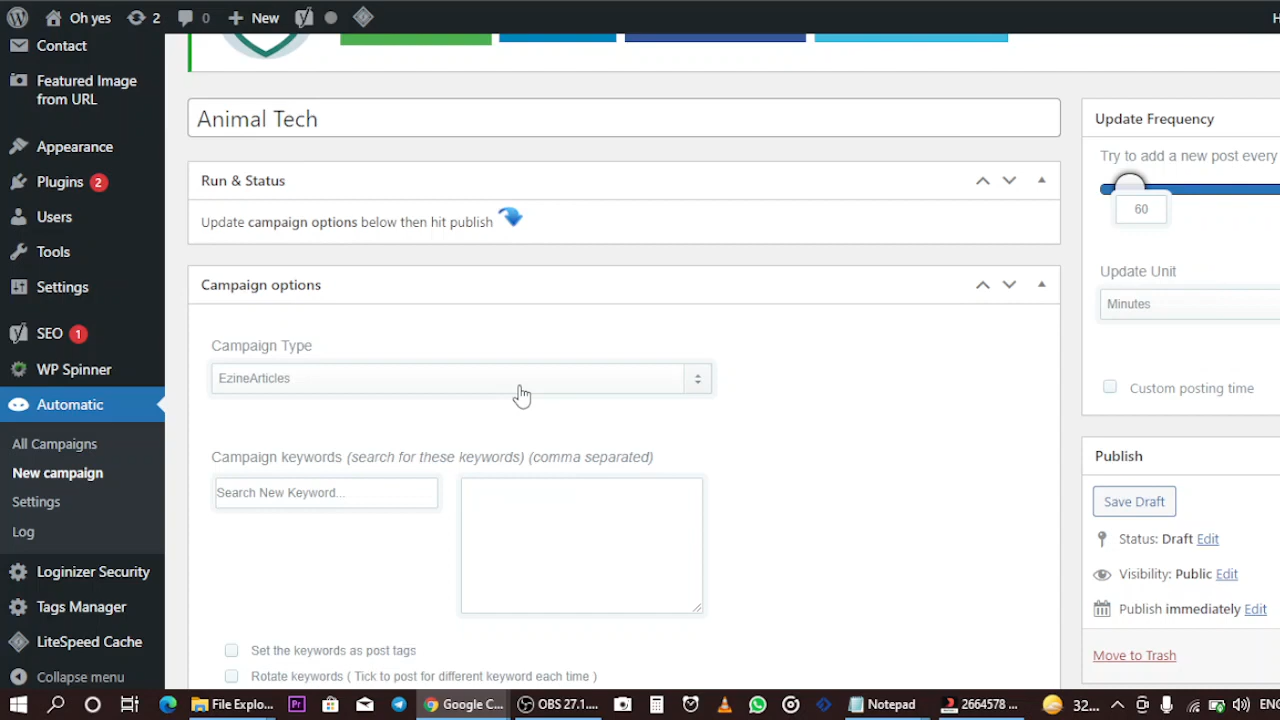 Oh yes 2 0 New H
Contact
Featured Image
from URL
Appearance
Plugins 2
Users
Tools
Settings
SEO 1
WP Spinner
Automatic
All Campaigns
New campaign
Settings
Log
Loginizer Security
Tags Manager
LiteSpeed Cache
Collapse menu
Animal Tech
Run & Status
Update campaign options below then hit publish
Campaign options
Campaign Type
EzineArticles
Campaign keywords (search for these keywords) (comma separated)
Search New Keyword...
Set the keywords as post tags
Rotate keywords ( Tick to post for different keyword each time )
Update Frequency
Try to add a new post every
60
Update Unit
Minutes
Custom posting time
Publish
Save Draft
Status: Draft Edit
Visibility: Public Edit
Publish immediately Edit
Move to Trash
File Explo... Pr Google C... OBS 27.1.... Notepad 2664578 ... 32... ENG